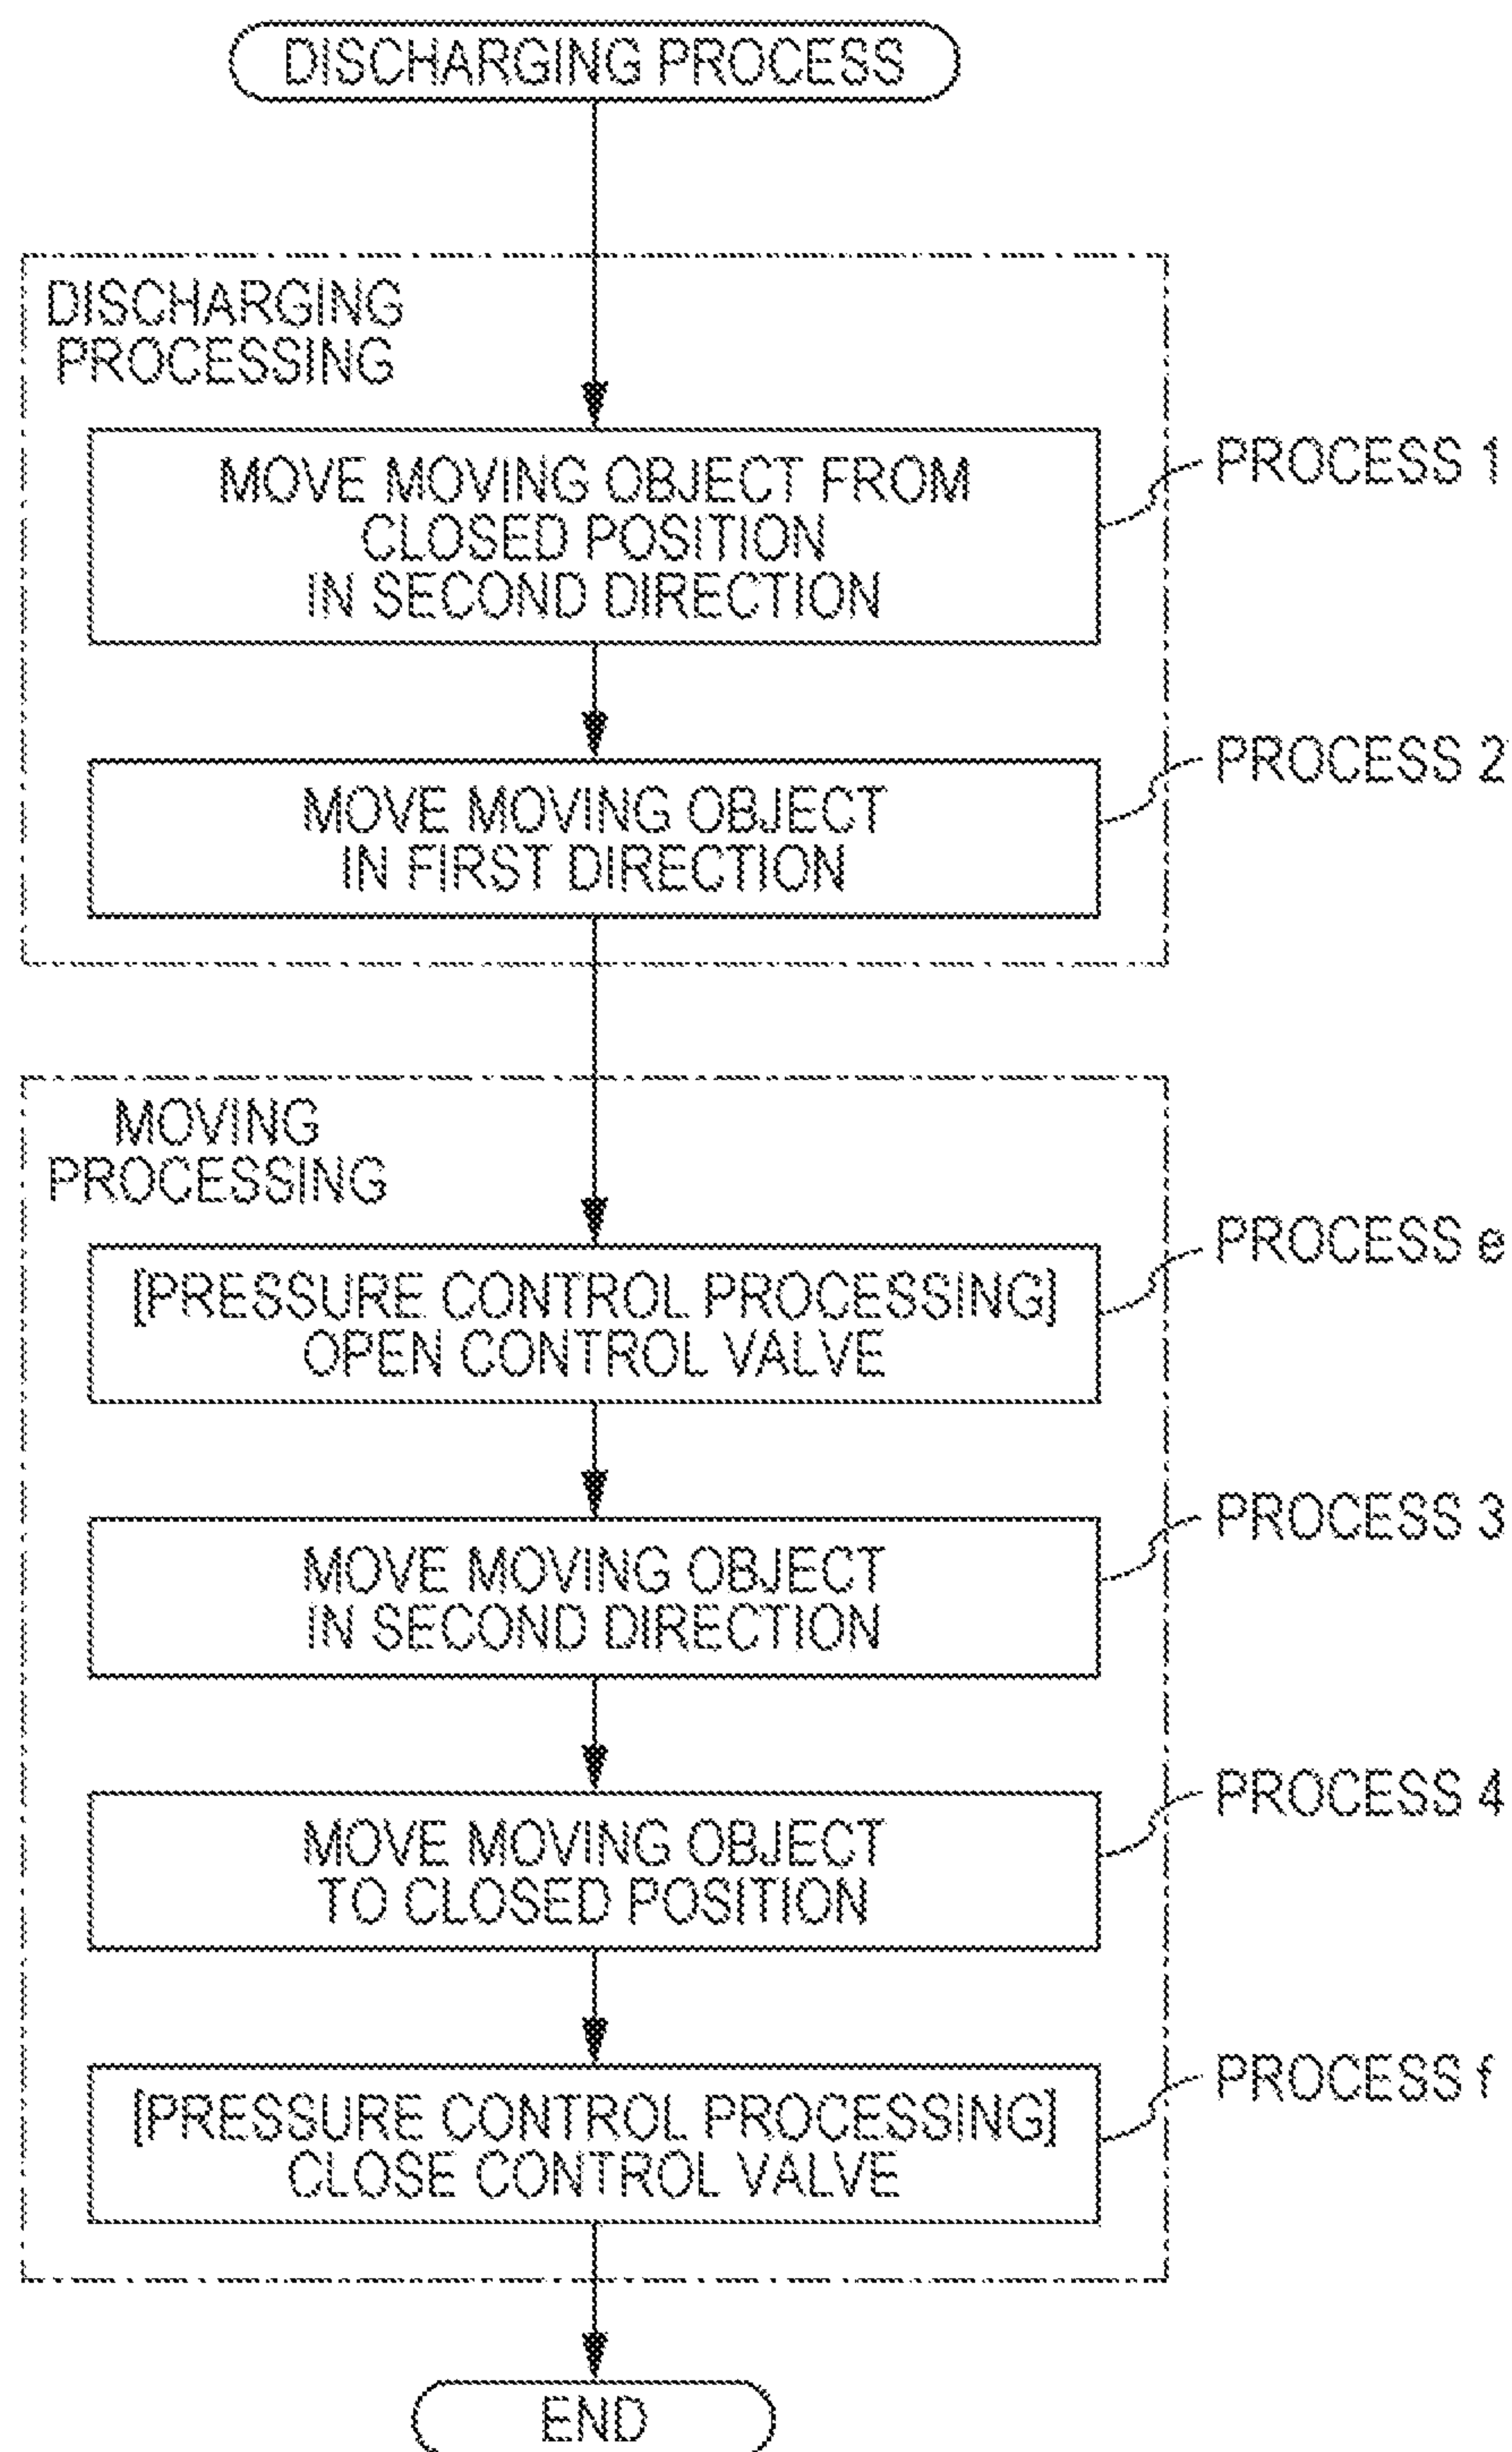 DISCHARGING PROCESS
DISCHARGING
PROCESSING
MOVE MOVING OBJECT FROM
CLOSED POSITION
IN SECOND DIRECTION
PROCESS 1
MOVE MOVING OBJECT
IN FIRST DIRECTION
PROCESS 2
MOVING
PROCESSING
[PRESSURE CONTROL PROCESSING]
OPEN CONTROL VALVE
PROCESS e
MOVE MOVING OBJECT
IN SECOND DIRECTION
PROCESS 3
MOVE MOVING OBJECT
TO CLOSED POSITION
PROCESS 4
[PRESSURE CONTROL PROCESSING]
CLOSE CONTROL VALVE
PROCESS f
END